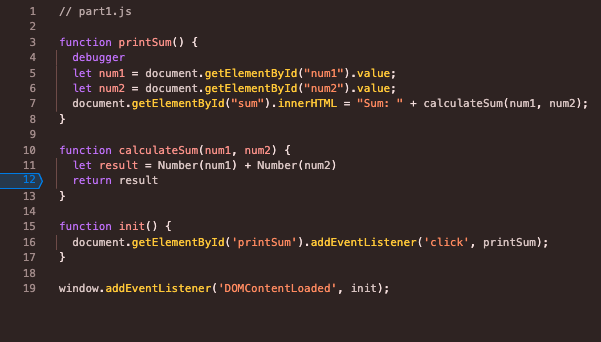 1 // part1.js
2
3 function printSum() {
4 debugger
5 let num1 = document.getElementById("num1").value;
6 let num2 = document.getElementById("num2").value;
7 document.getElementById("sum").innerHTML = "Sum: " + calculateSum(num1, num2);
8 }
9
10 function calculateSum(num1, num2) {
11 let result = Number(num1) + Number(num2)
12 return result
13 }
14
15 function init() {
16 document.getElementById('printSum').addEventListener('click', printSum);
17 }
18
19 window.addEventListener('DOMContentLoaded', init);